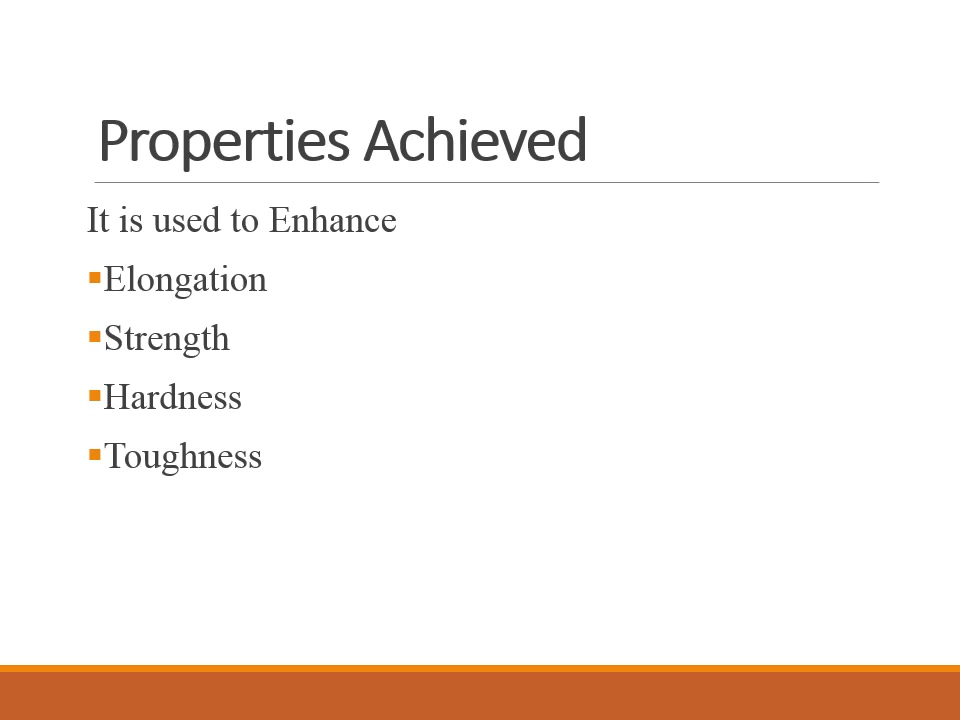 Properties Achieved
It is used to Enhance
▪Elongation
▪Strength
▪Hardness
▪Toughness